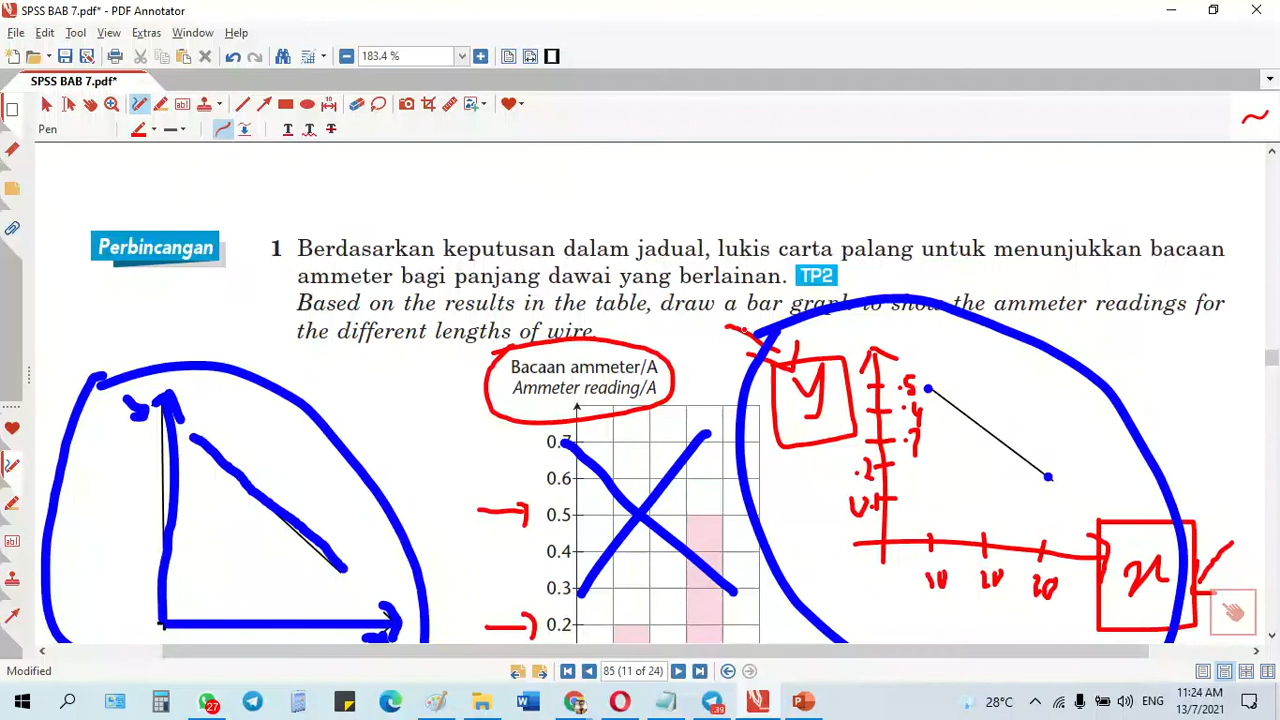 SPSS BAB 7.pdf* - PDF Annotator
File Edit Tool View Extras Window Help
183.4 %
SPSS BAB 7.pdf*
Pen
Perbincangan
1 Berdasarkan keputusan dalam jadual, lukis carta palang untuk menunjukkan bacaan
ammeter bagi panjang dawai yang berlainan. TP2
Based on the results in the table, draw a bar graph to show the ammeter readings for
the different lengths of wire.
Bacaan ammeter/A
Ammeter reading/A
0.7
0.6
0.5
0.4
0.3
0.2
y
.5
.4
.2
10 20
x
Modified
85 (11 of 24)
27
39
28°C
ENG
11:24 AM
13/7/2021